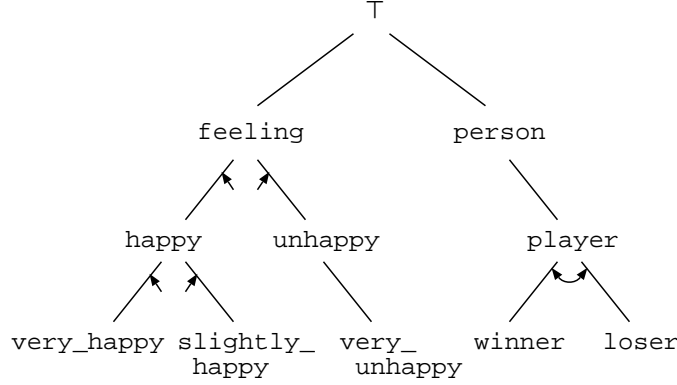 ⊤
feeling person
happy unhappy player
very_happy slightly_ very_ winner loser
happy unhappy